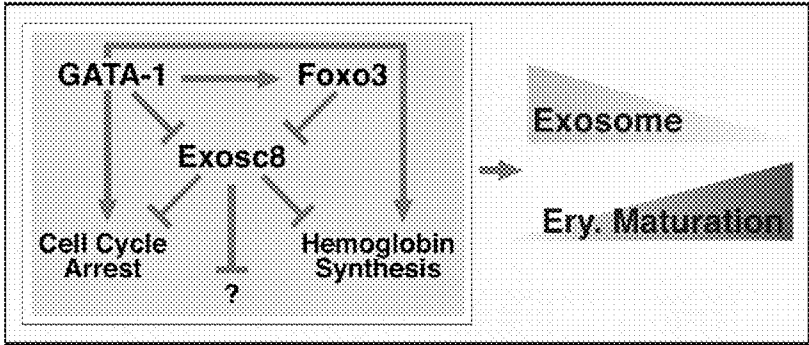 GATA-1
Foxo3
Exosc8
Cell Cycle
Arrest
?
Hemoglobin
Synthesis
Exosome
Ery. Maturation